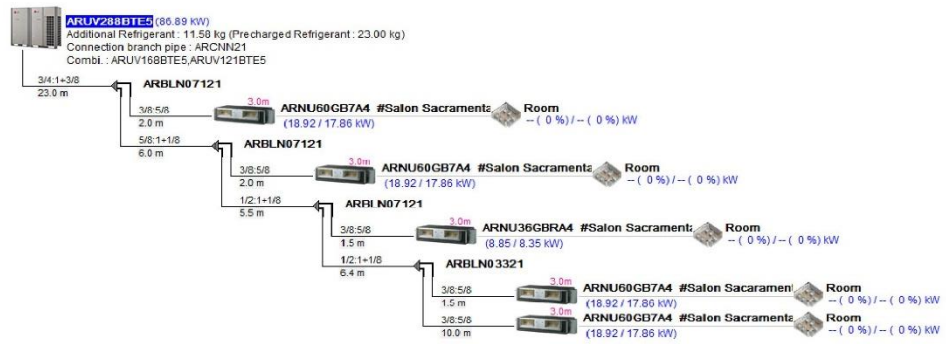 ARUV288BTE5 (86.89 kW)
Additional Refrigerant : 11.58 kg (Precharged Refrigerant : 23.00 kg)
Connection branch pipe : ARCNN21
Combi. : ARUV168BTE5,ARUV121BTE5
3/4:1+3/8
23.0 m
ARBLN07121
3/8:5/8
2.0 m
3.0m
ARNU60GB7A4 #Salon Sacramenta
(18.92 / 17.86 kW)
Room
-- ( 0 %) / -- ( 0 %) kW
5/8:1+1/8
6.0 m
ARBLN07121
3/8:5/8
2.0 m
3.0m
ARNU60GB7A4 #Salon Sacramenta
(18.92 / 17.86 kW)
Room
-- ( 0 %) / -- ( 0 %) kW
1/2:1+1/8
5.5 m
ARBLN07121
3/8:5/8
1.5 m
3.0m
ARNU36GBRA4 #Salon Sacramenta
(8.85 / 8.35 kW)
Room
-- ( 0 %) / -- ( 0 %) kW
1/2:1+1/8
6.4 m
ARBLN03321
3/8:5/8
1.5 m
3.0m
ARNU60GB7A4 #Salon Sacaramen
(18.92 / 17.86 kW)
Room
-- ( 0 %) / -- ( 0 %) kW
3/8:5/8
10.0 m
3.0m
ARNU60GB7A4 #Salon Sacramenta
(18.92 / 17.86 kW)
Room
-- ( 0 %) / -- ( 0 %) kW